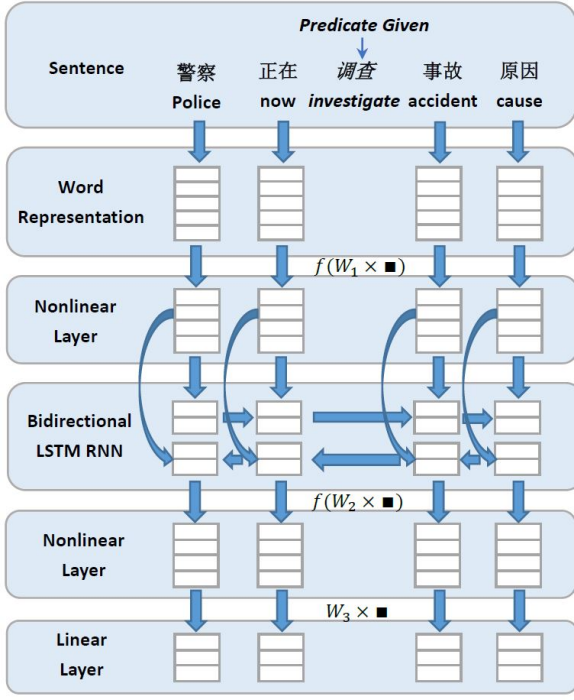 Predicate Given
Sentence 警察 正在 调查 事故 原因
Police now investigate accident cause
Word
Representation
f(W₁ × ■)
Nonlinear
Layer
Bidirectional
LSTM RNN
f(W₂ × ■)
Nonlinear
Layer
W₃ × ■
Linear
Layer